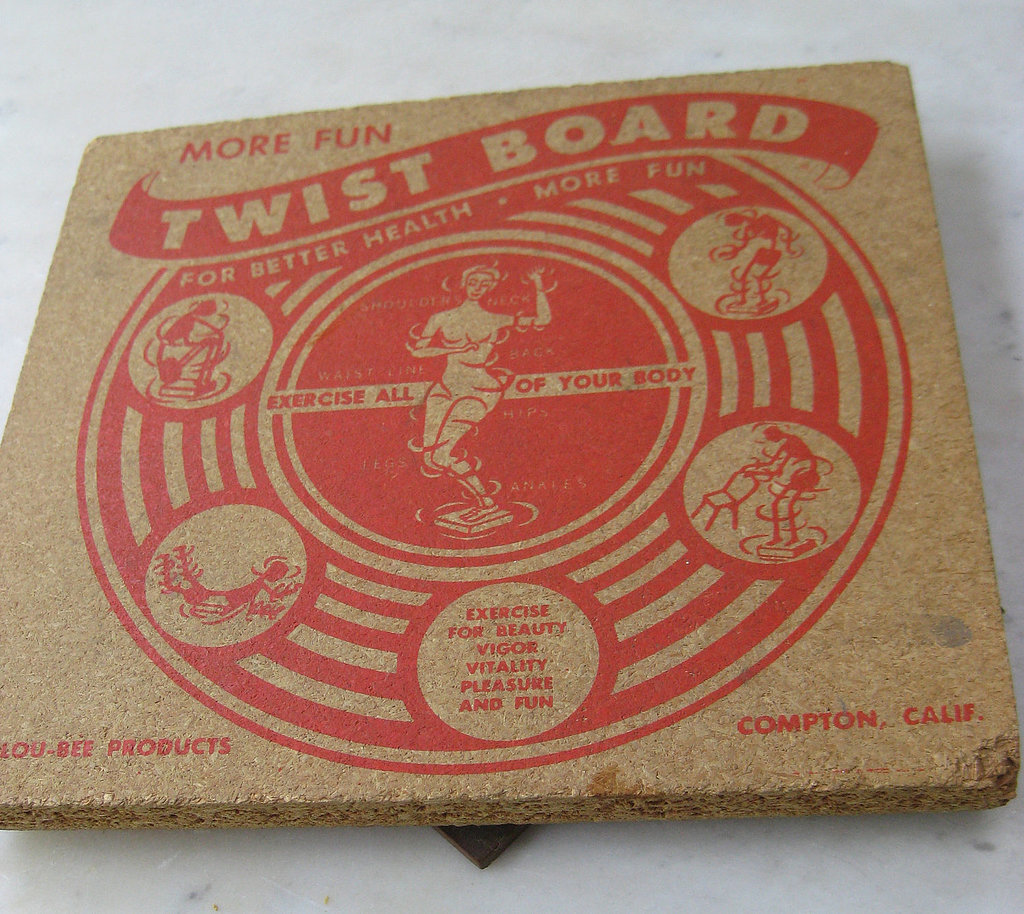 MORE FUN
TWIST BOARD
FOR BETTER HEALTH · MORE FUN
SHOULDERS NECK
BACK
WAIST-LINE
EXERCISE ALL OF YOUR BODY
HIPS
LEGS
ANKLES
EXERCISE
FOR BEAUTY
VIGOR
VITALITY
PLEASURE
AND FUN
LOU-BEE PRODUCTS
COMPTON, CALIF.